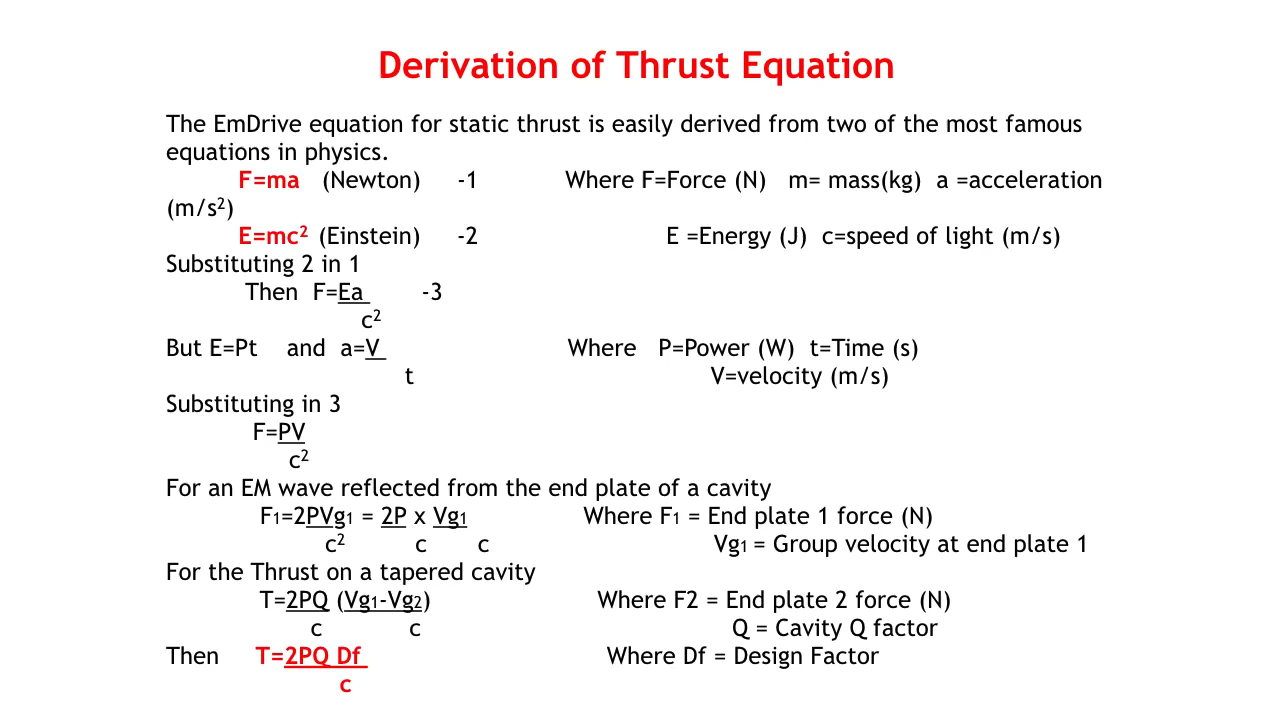 Derivation of Thrust Equation
The EmDrive equation for static thrust is easily derived from two of the most famous
equations in physics.
F=ma (Newton) -1 Where F=Force (N) m= mass(kg) a =acceleration
(m/s²)
E=mc² (Einstein) -2 E =Energy (J) c=speed of light (m/s)
Substituting 2 in 1
Then F=Ea -3
c²
But E=Pt and a=V Where P=Power (W) t=Time (s)
t V=velocity (m/s)
Substituting in 3
F=PV
c²
For an EM wave reflected from the end plate of a cavity
F₁=2PVg₁ = 2P x Vg₁ Where F₁ = End plate 1 force (N)
c² c c Vg₁ = Group velocity at end plate 1
For the Thrust on a tapered cavity
T=2PQ (Vg₁-Vg₂) Where F2 = End plate 2 force (N)
c c Q = Cavity Q factor
Then T=2PQ Df Where Df = Design Factor
c